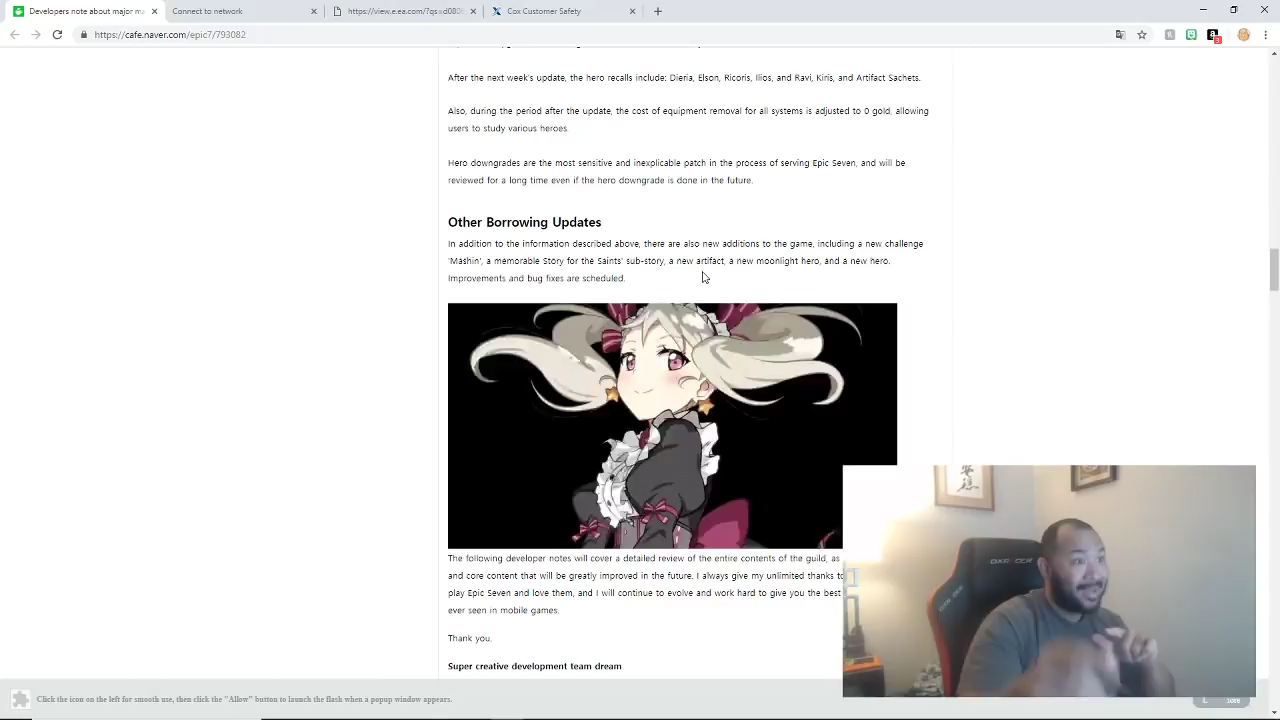 Developers note about major ma
Connect to network
https://view.e.ea.com/?qs=d080
Cox Customer Safety
https://cafe.naver.com/epic7/793082
After the next week's update, the hero recalls include: Dieria, Elson, Ricoris, Ilios, and Ravi, Kiris, and Artifact Sachets.
Also, during the period after the update, the cost of equipment removal for all systems is adjusted to 0 gold, allowing
users to study various heroes.
Hero downgrades are the most sensitive and inexplicable patch in the process of serving Epic Seven, and will be
reviewed for a long time even if the hero downgrade is done in the future.
Other Borrowing Updates
In addition to the information described above, there are also new additions to the game, including a new challenge
'Mashin', a memorable Story for the Saints' sub-story, a new artifact, a new moonlight hero, and a new hero.
Improvements and bug fixes are scheduled.
The following developer notes will cover a detailed review of the entire contents of the guild, as
and core content that will be greatly improved in the future. I always give my unlimited thanks to
play Epic Seven and love them, and I will continue to evolve and work hard to give you the best
ever seen in mobile games.
Thank you.
Super creative development team dream
Click the icon on the left for smooth use, then click the "Allow" button to launch the flash when a popup window appears.